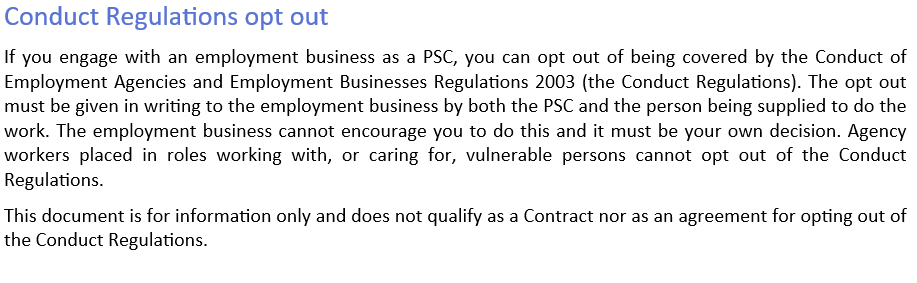 Conduct Regulations opt out
If you engage with an employment business as a PSC, you can opt out of being covered by the Conduct of
Employment Agencies and Employment Businesses Regulations 2003 (the Conduct Regulations). The opt out
must be given in writing to the employment business by both the PSC and the person being supplied to do the
work. The employment business cannot encourage you to do this and it must be your own decision. Agency
workers placed in roles working with, or caring for, vulnerable persons cannot opt out of the Conduct
Regulations.
This document is for information only and does not qualify as a Contract nor as an agreement for opting out of
the Conduct Regulations.